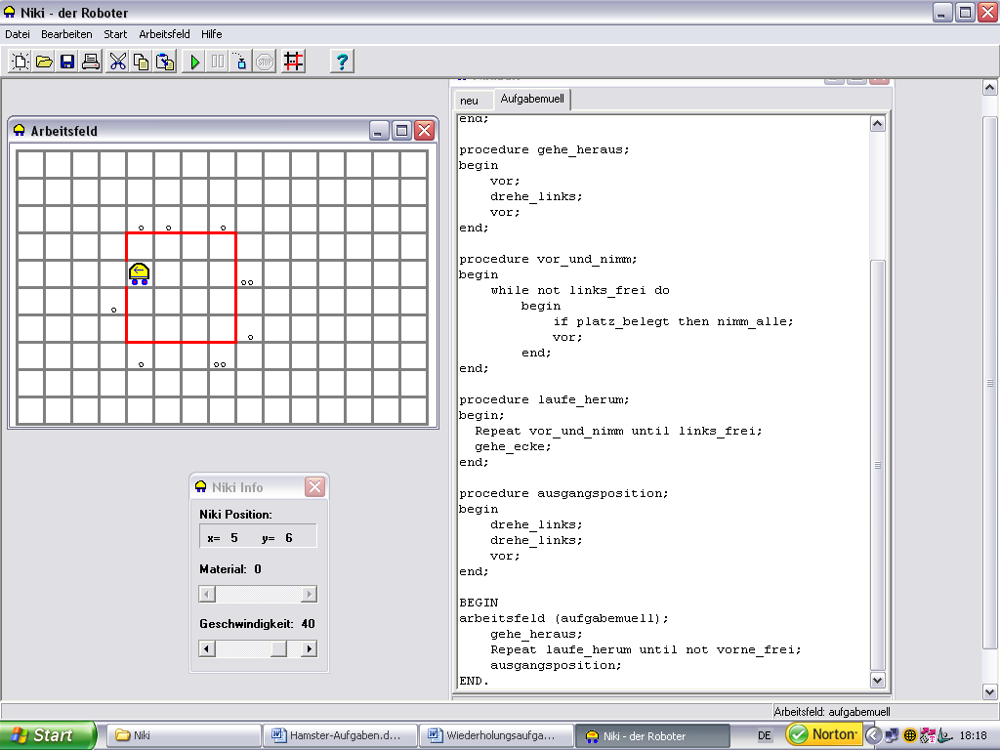 Niki - der Roboter
Datei Bearbeiten Start Arbeitsfeld Hilfe
STOP
?
neu Aufgabemuell
end;
procedure gehe_heraus;
begin
vor;
drehe_links;
vor;
end;
procedure vor_und_nimm;
begin
while not links_frei do
begin
if platz_belegt then nimm_alle;
vor;
end;
end;
procedure laufe_herum;
begin;
Repeat vor_und_nimm until links_frei;
gehe_ecke;
end;
procedure ausgangsposition;
begin
drehe_links;
drehe_links;
vor;
end;
BEGIN
arbeitsfeld (aufgabemuell);
gehe_heraus;
Repeat laufe_herum until not vorne_frei;
ausgangsposition;
END.
Arbeitsfeld
Niki Info
Niki Position:
x= 5 y= 6
Material: 0
Geschwindigkeit: 40
Arbeitsfeld: aufgabemuell
Start Niki Hamster-Aufgaben.d... Wiederholungsaufga... Niki - der Roboter DE Norton 18:18